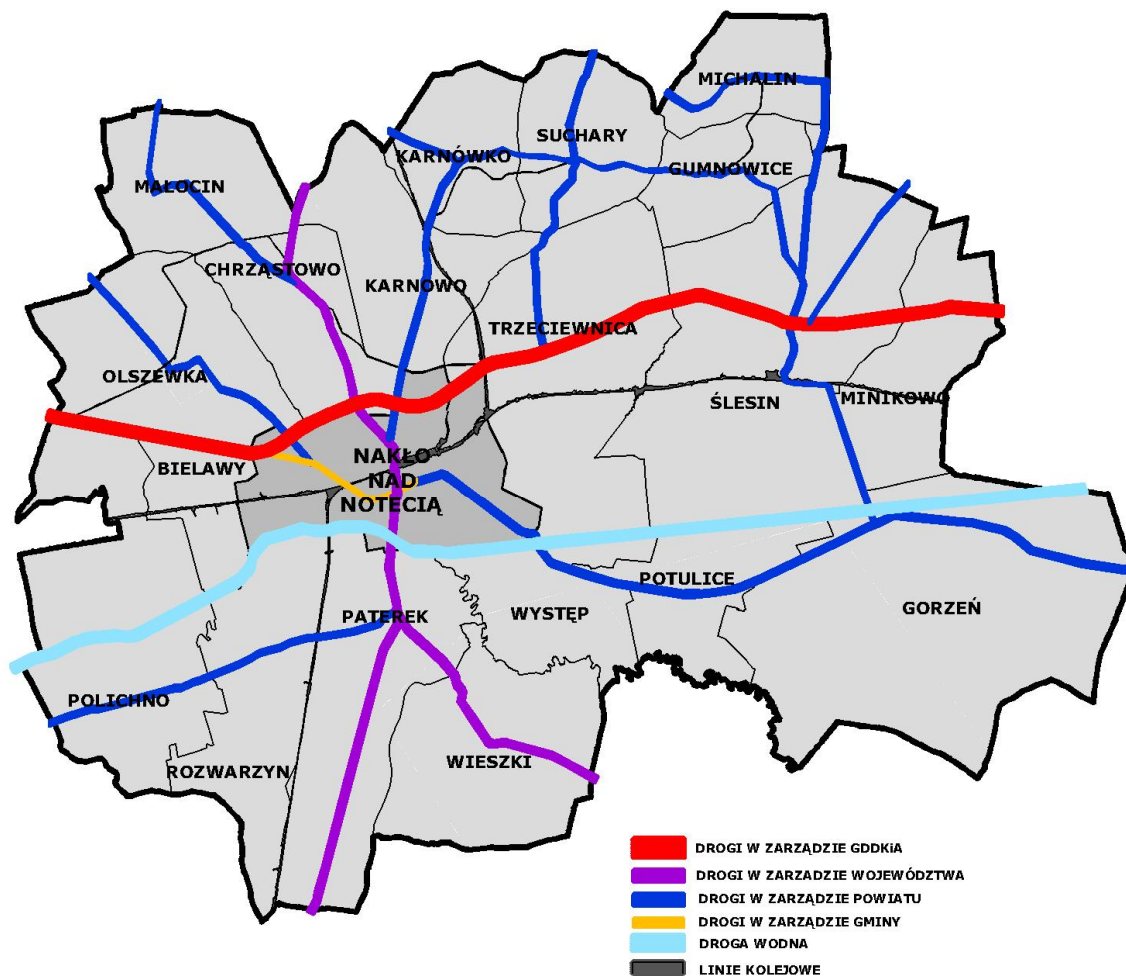 MICHALIN
SUCHARY
KARNÓWKO
GUMNOWICE
MAŁOCIN
CHRZĄSTOWO
KARNOWO
TRZECIEWNICA
OLSZEWKA
ŚLESIN
MINIKOWO
BIELAWY
NAKŁO
NAD
NOTECIĄ
POTULICE
WYSTĘP
GORZEŃ
PATEREK
POLICHNO
WIESZKI
ROZWARZYN
DROGI W ZARZĄDZIE GDDKiA
DROGI W ZARZADZIE WOJEWÓDZTWA
DROGI W ZARZĄDZIE POWIATU
DROGI W ZARZĄDZIE GMINY
DROGA WODNA
LINIE KOLEJOWE